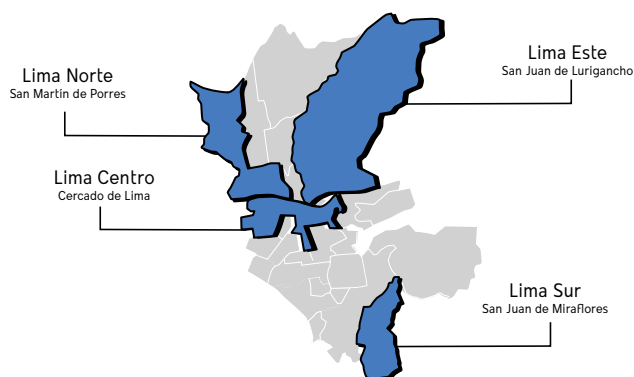 Lima Este
San Juan de Lurigancho
Lima Norte
San Martín de Porres
Lima Centro
Cercado de Lima
Lima Sur
San Juan de Miraflores